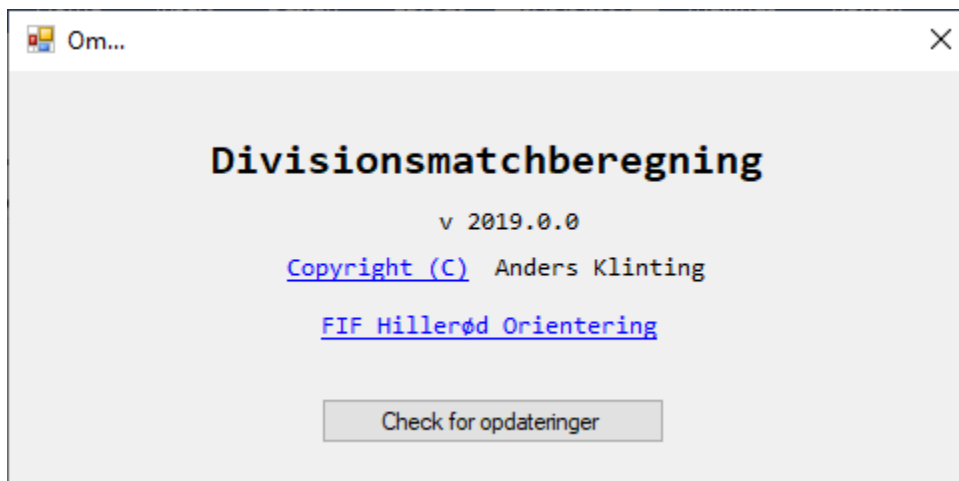 Om...
Divisionsmatchberegning
v 2019.0.0
Copyright (C) Anders Klinting
FIF Hillerød Orientering
Check for opdateringer